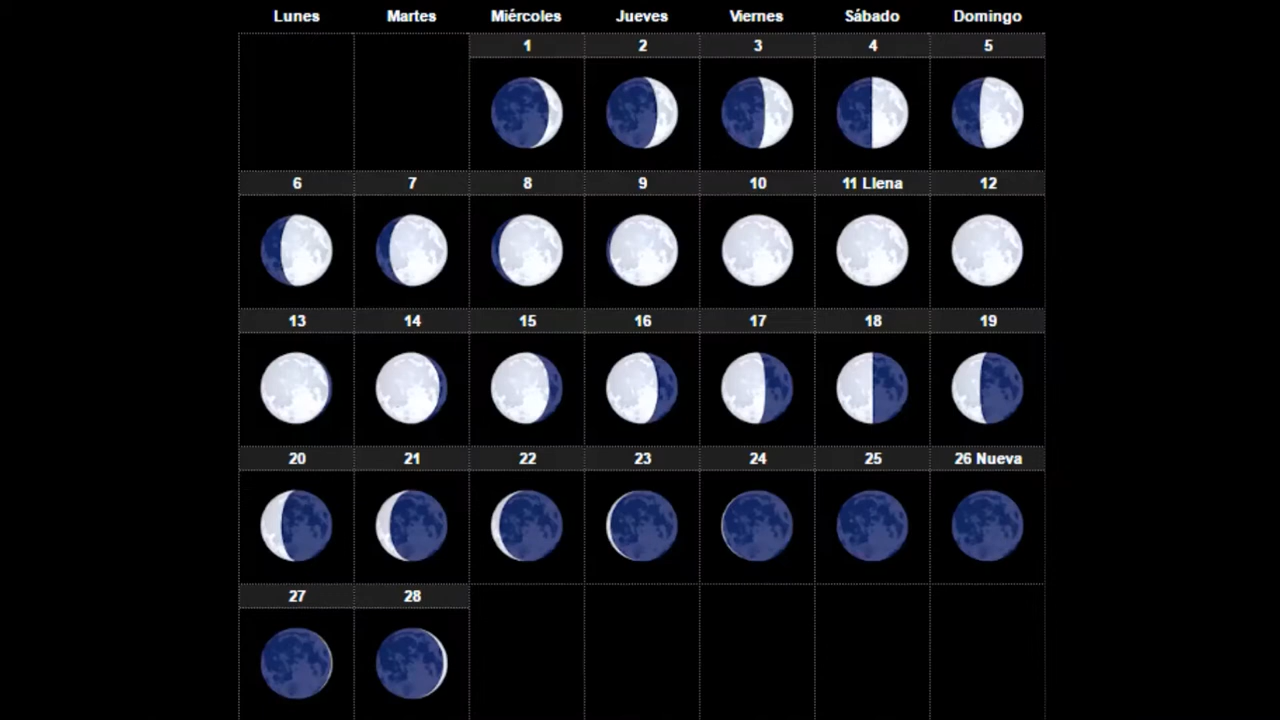 Lunes Martes Miércoles Jueves Viernes Sábado Domingo
1 2 3 4 5
6 7 8 9 10 11 Llena 12
13 14 15 16 17 18 19
20 21 22 23 24 25 26 Nueva
27 28